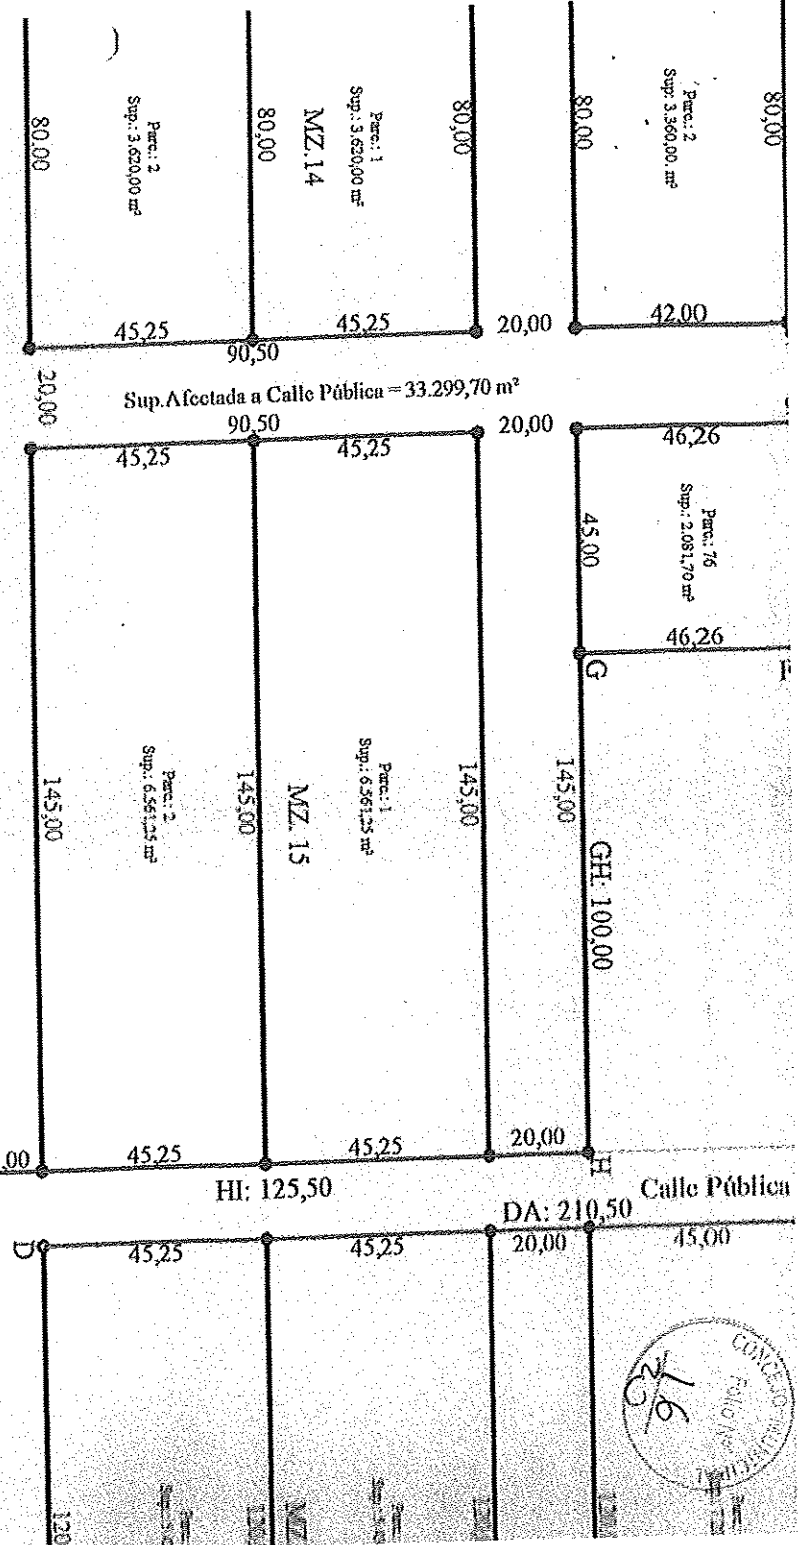 80,00
Parc.: 2
Sup.: 3.620,00 m²
80,00
MZ.14
Parc.: 1
Sup.: 3.620,00 m²
80,00
80,00
Parc.: 2
Sup: 3.360,00. m²
80,00
45,25
45,25
20,00
42,00
90,50
20,00
Sup.Afectada a Calle Pública = 33.299,70 m²
90,50
20,00
45,25
45,25
46,26
45,00
Parc.: 76
Sup.: 2.081,70 m²
46,26
G
145,00
Parc.: 2
Sup.: 6.561,25 m²
145,00
MZ. 15
Parc.: 1
Sup.: 6.561,25 m²
145,00
145,00
GH: 100,00
,00
45,25
45,25
20,00
H
HI: 125,50
Calle Pública
DA: 210,50
D
45,25
45,25
20,00
45,00
CONCEJO
Folio Nº
120
MZ